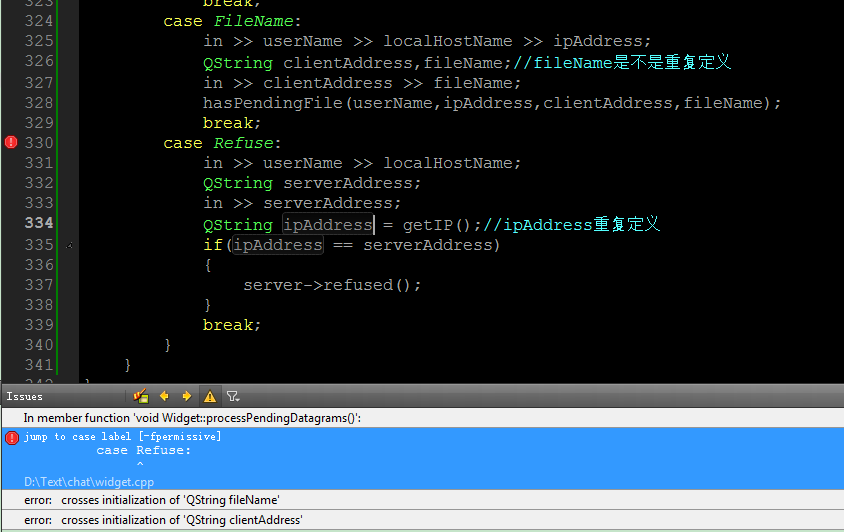 323 break;
324 case FileName:
325 in >> userName >> localHostName >> ipAddress;
326 QString clientAddress,fileName;//fileName是不是重复定义
327 in >> clientAddress >> fileName;
328 hasPendingFile(userName,ipAddress,clientAddress,fileName);
329 break;
330 case Refuse:
331 in >> userName >> localHostName;
332 QString serverAddress;
333 in >> serverAddress;
334 QString ipAddress = getIP();//ipAddress重复定义
335 if(ipAddress == serverAddress)
336 {
337 server->refused();
338 }
339 break;
340 }
341 }
342 }
Issues
In member function 'void Widget::processPendingDatagrams()':
jump to case label [-fpermissive]
case Refuse:
^
D:\Text\chat\widget.cpp
error: crosses initialization of 'QString fileName'
error: crosses initialization of 'QString clientAddress'